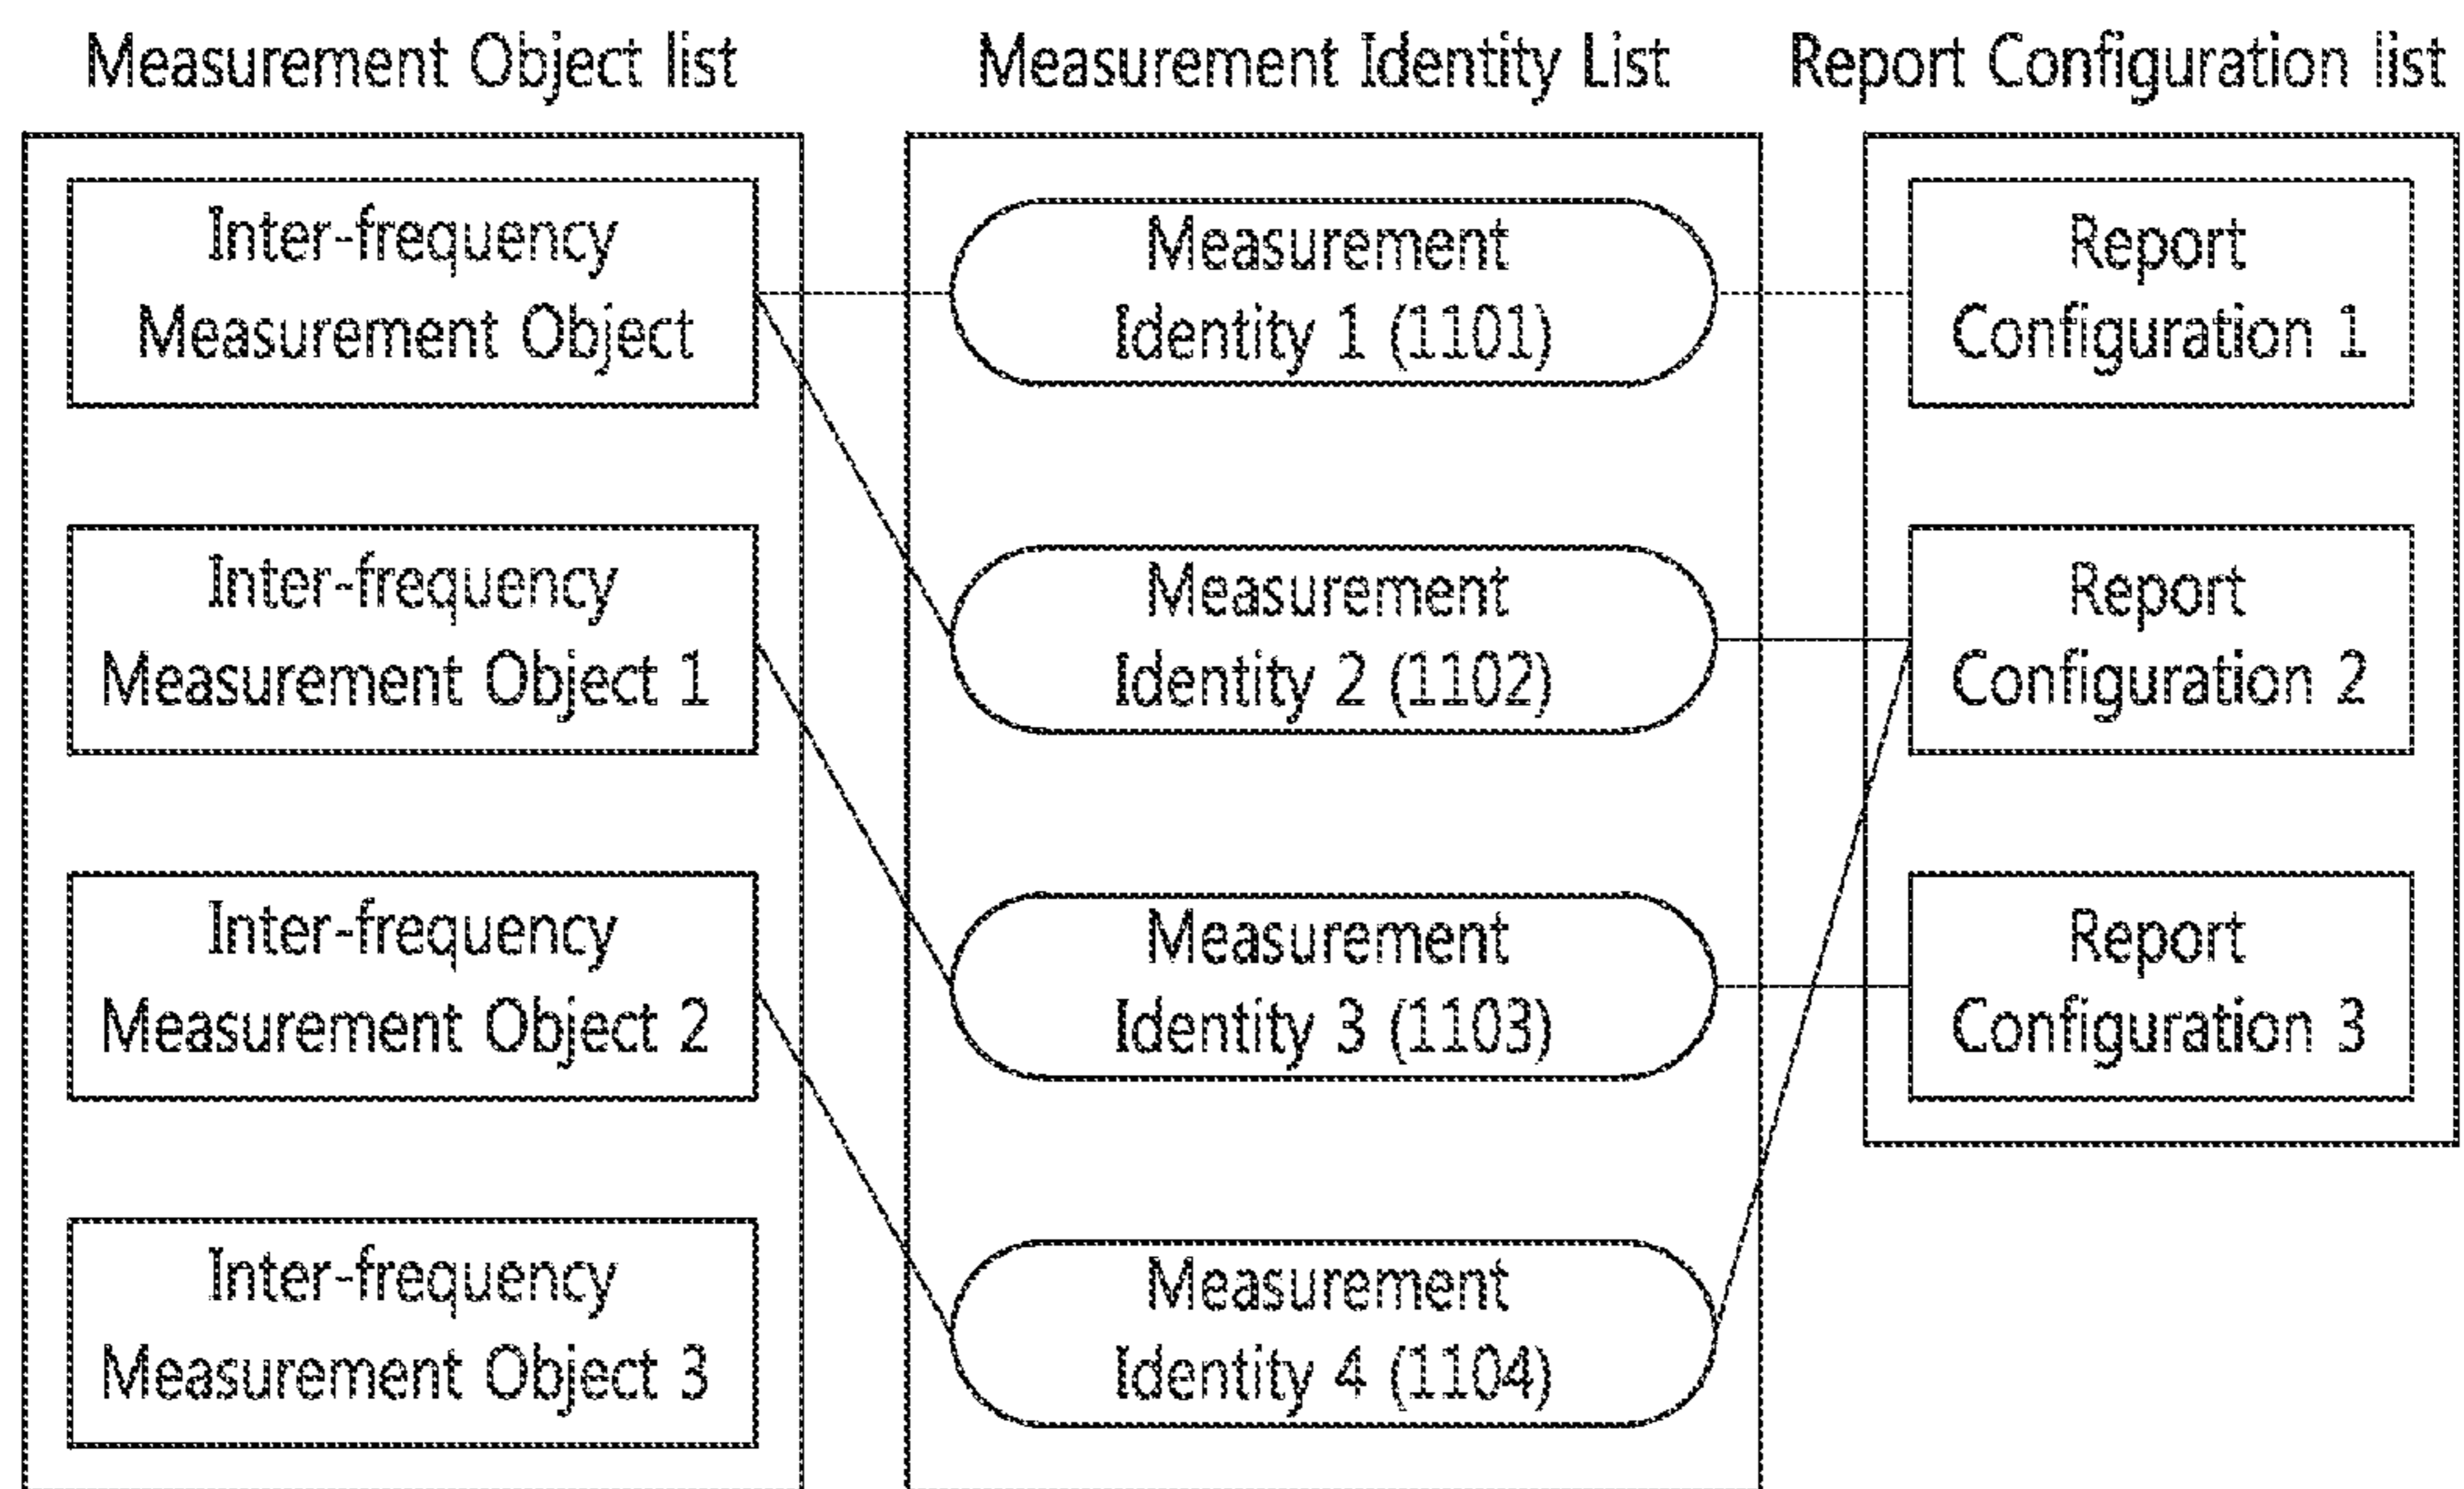 Measurement Object list
Inter-frequency
Measurement Object
Inter-frequency
Measurement Object 1
Inter-frequency
Measurement Object 2
Inter-frequency
Measurement Object 3
Measurement Identity List
Measurement
Identity 1 (1101)
Measurement
Identity 2 (1102)
Measurement
Identity 3 (1103)
Measurement
Identity 4 (1104)
Report Configuration list
Report
Configuration 1
Report
Configuration 2
Report
Configuration 3